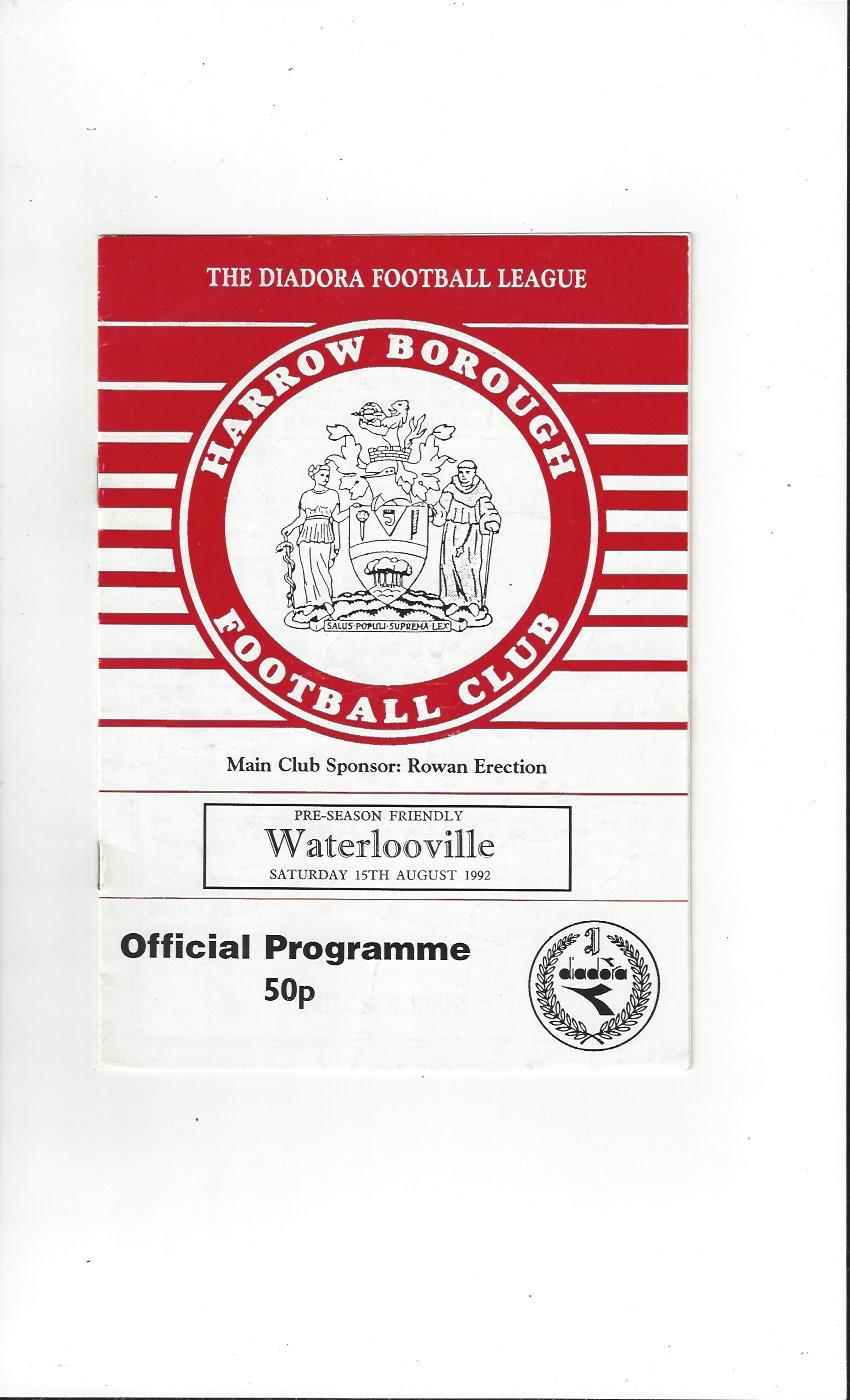 THE DIADORA FOOTBALL LEAGUE
HARROW BOROUGH
FOOTBALL CLUB
SALUS·POPULI·SUPREMA·LEX
Main Club Sponsor: Rowan Erection
PRE-SEASON FRIENDLY
Waterlooville
SATURDAY 15TH AUGUST 1992
Official Programme
50p
diadora